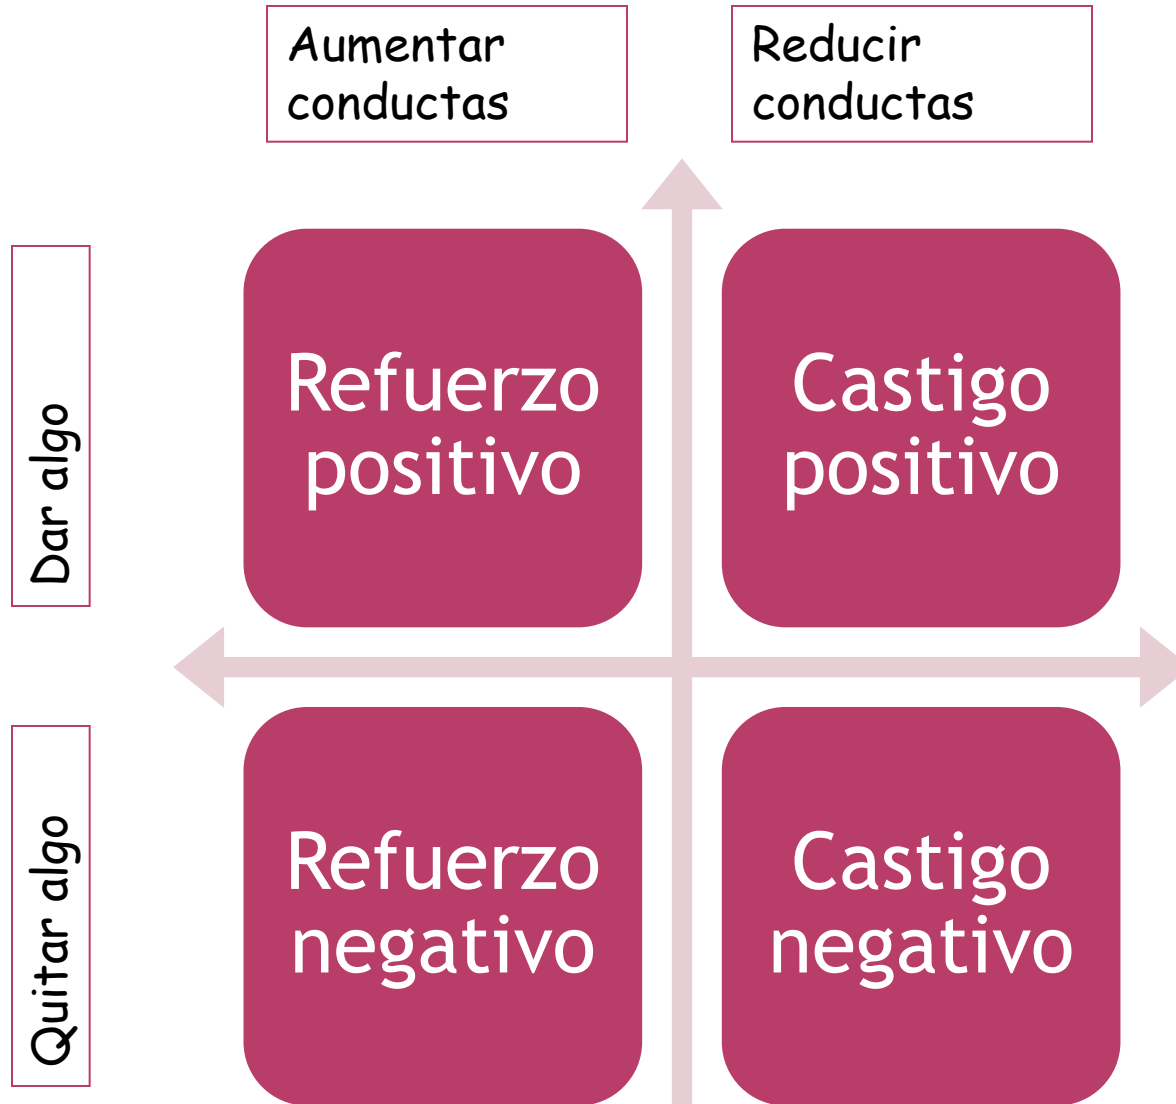 Aumentar
conductas
Reducir
conductas
Dar algo
Refuerzo
positivo
Castigo
positivo
Quitar algo
Refuerzo
negativo
Castigo
negativo